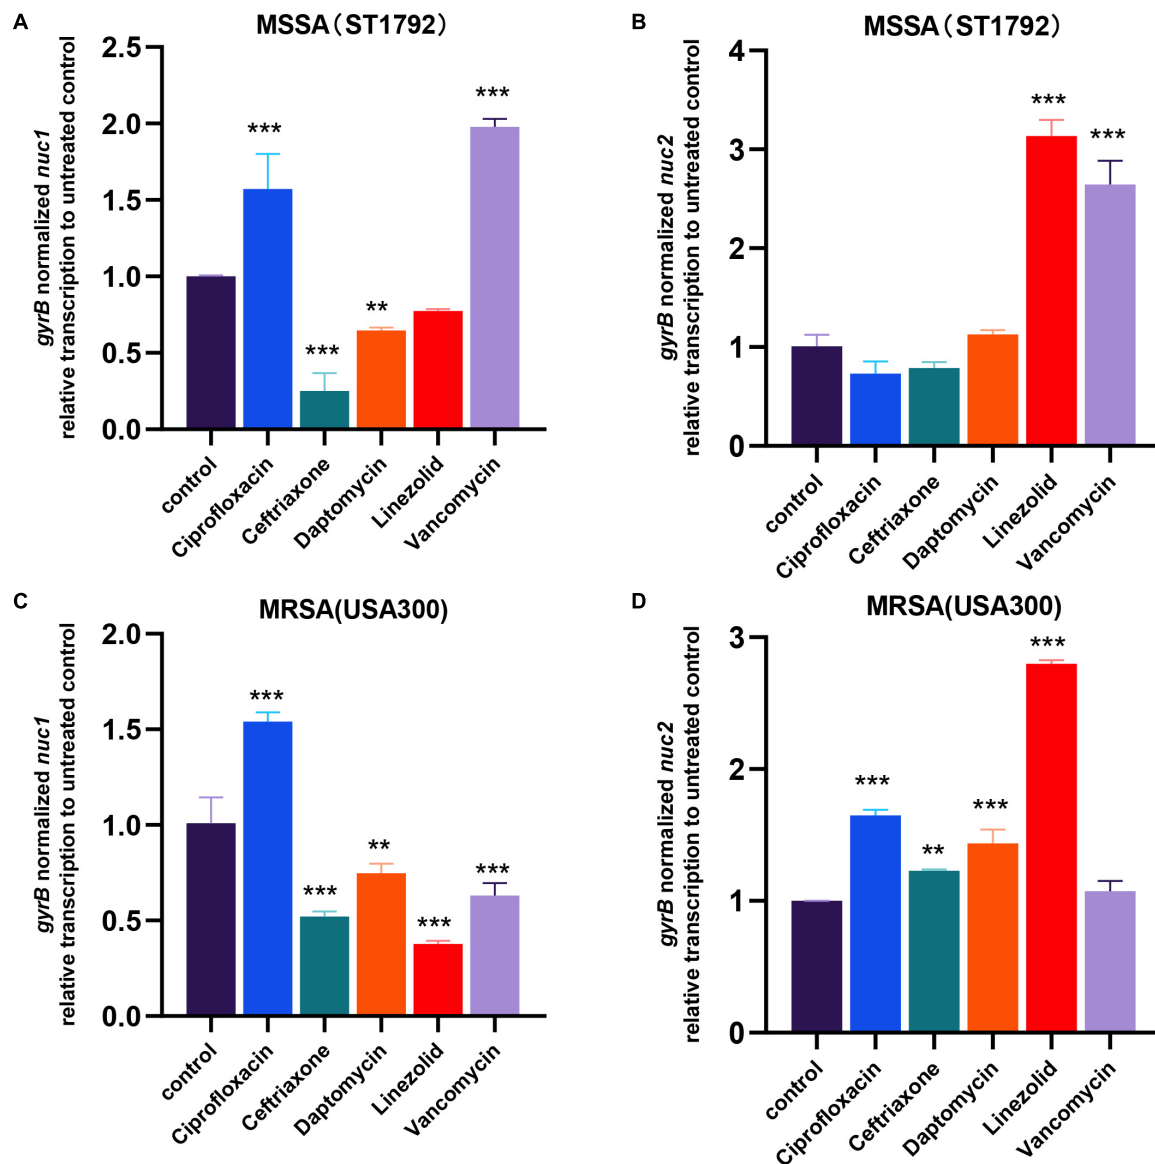 A
MSSA（ST1792）
gyrB normalized nuc1
relative transcription to untreated control
2.5
2.0
1.5
1.0
0.5
0.0
***
***
**
***
control
Ciprofloxacin
Ceftriaxone
Daptomycin
Linezolid
Vancomycin
B
MSSA（ST1792）
gyrB normalized nuc2
relative transcription to untreated control
4
3
2
1
0
***
***
control
Ciprofloxacin
Ceftriaxone
Daptomycin
Linezolid
Vancomycin
C
MRSA(USA300)
gyrB normalized nuc1
relative transcription to untreated control
2.0
1.5
1.0
0.5
0.0
***
***
**
***
***
control
Ciprofloxacin
Ceftriaxone
Daptomycin
Linezolid
Vancomycin
D
MRSA(USA300)
gyrB normalized nuc2
relative transcription to untreated control
3
2
1
0
***
**
***
***
control
Ciprofloxacin
Ceftriaxone
Daptomycin
Linezolid
Vancomycin